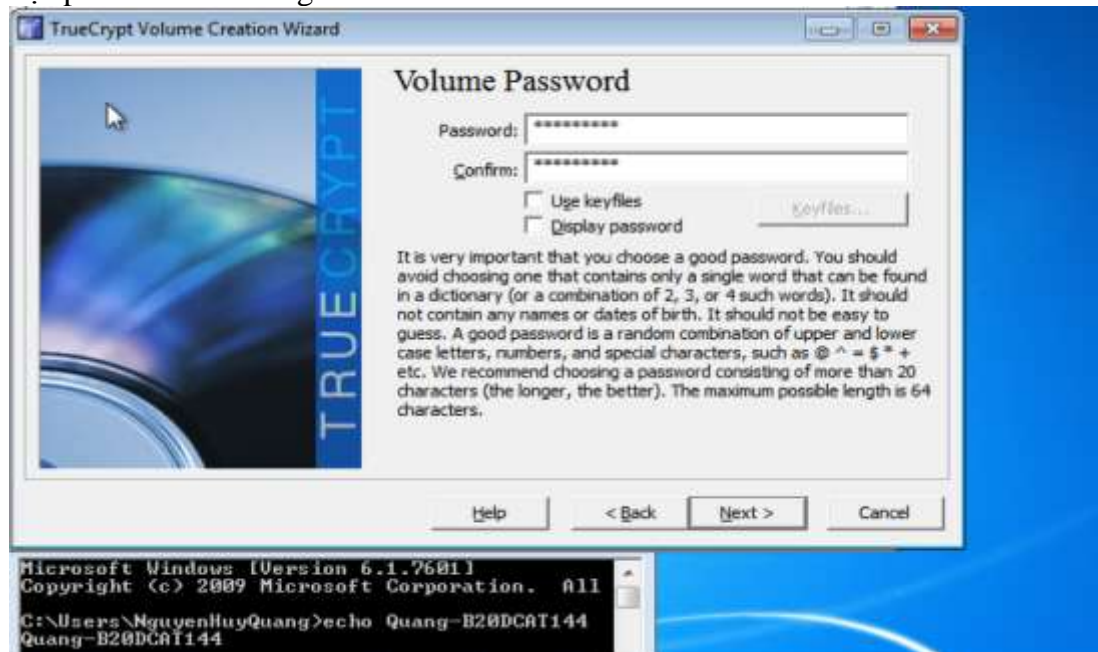 TrueCrypt Volume Creation Wizard
TRUECRYPT
Volume Password
Password: *********
Confirm: *********
Use keyfiles
Keyfiles...
Display password
It is very important that you choose a good password. You should
avoid choosing one that contains only a single word that can be found
in a dictionary (or a combination of 2, 3, or 4 such words). It should
not contain any names or dates of birth. It should not be easy to
guess. A good password is a random combination of upper and lower
case letters, numbers, and special characters, such as @ ^ = $ * +
etc. We recommend choosing a password consisting of more than 20
characters (the longer, the better). The maximum possible length is 64
characters.
Help < Back Next > Cancel
Microsoft Windows [Version 6.1.7601]
Copyright (c) 2009 Microsoft Corporation. All
C:\Users\NguyenHuyQuang>echo Quang-B20DCAT144
Quang-B20DCAT144